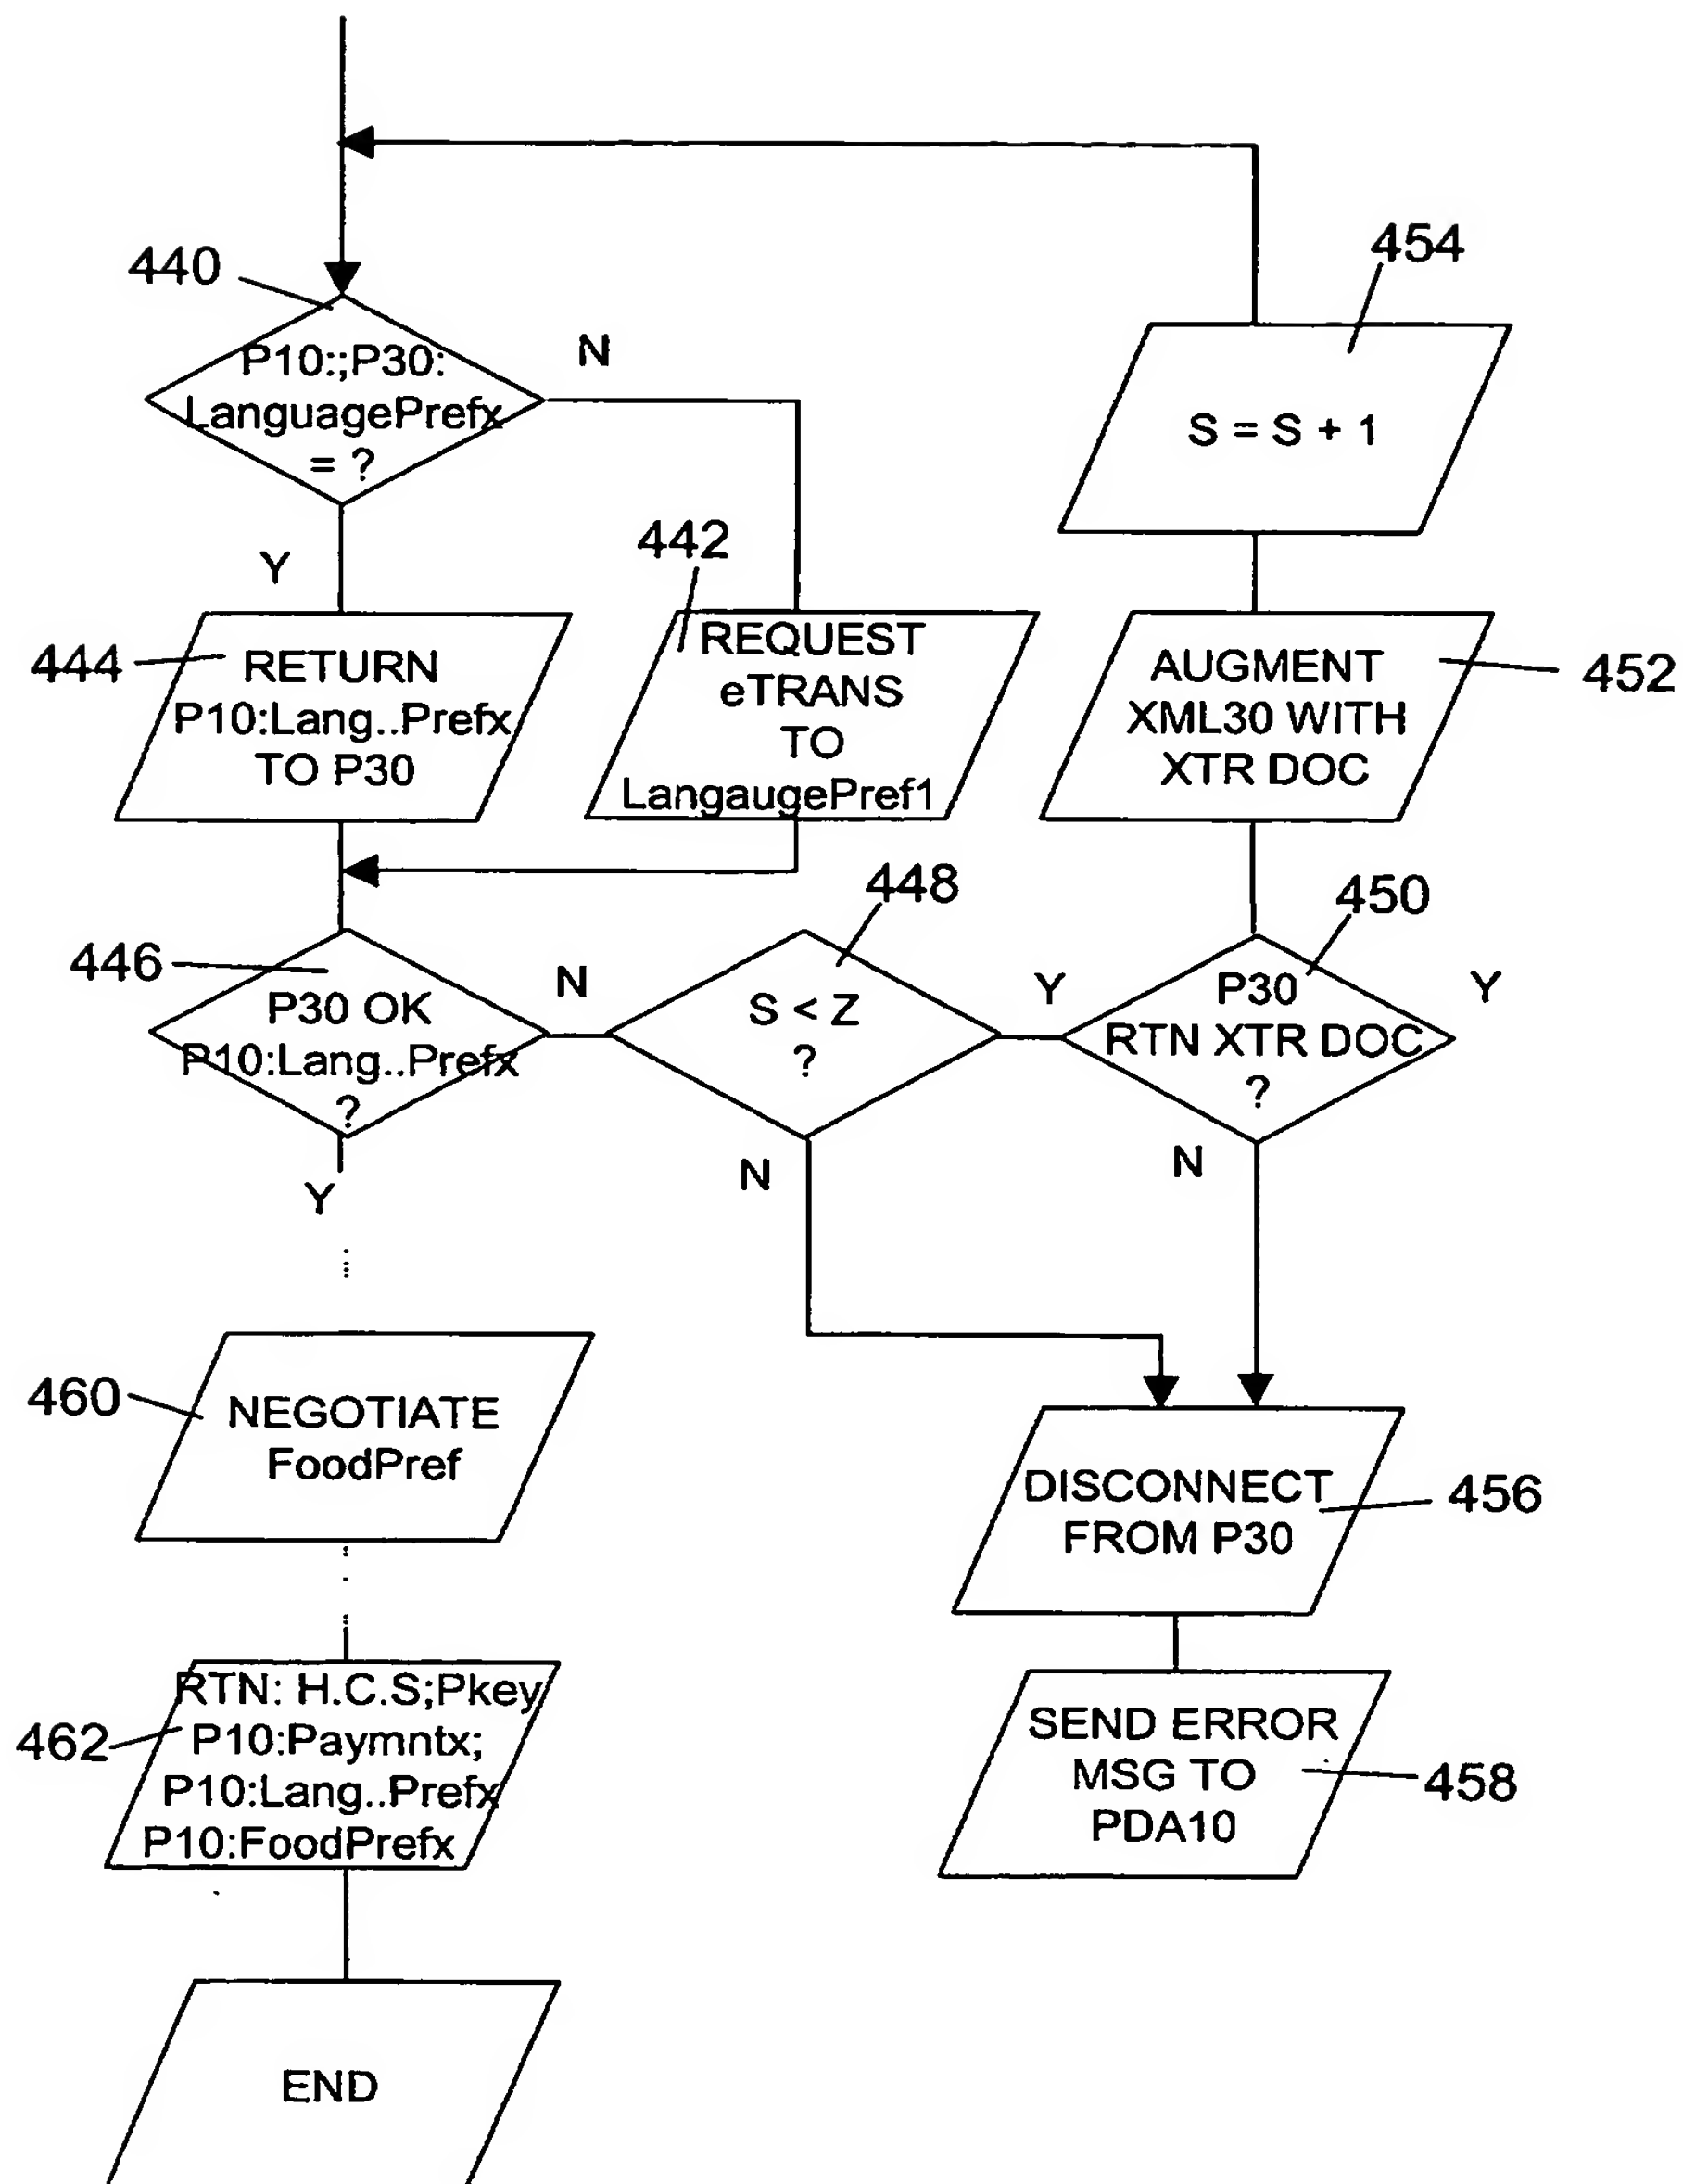 454
440
P10:;P30:
LanguagePrefx
= ?
N
S = S + 1
Y
442
444
RETURN
P10:Lang..Prefx
TO P30
REQUEST
eTRANS
TO
LangaugePref1
AUGMENT
XML30 WITH
XTR DOC
452
448
450
446
P30 OK
P10:Lang..Prefx
?
N
S < Z
?
Y
P30
RTN XTR DOC
?
Y
Y
N
N
460
NEGOTIATE
FoodPref
DISCONNECT
FROM P30
456
462
RTN: H.C.S;Pkey
P10:Paymntx;
P10:Lang..Prefx
P10:FoodPrefx
SEND ERROR
MSG TO
PDA10
458
END